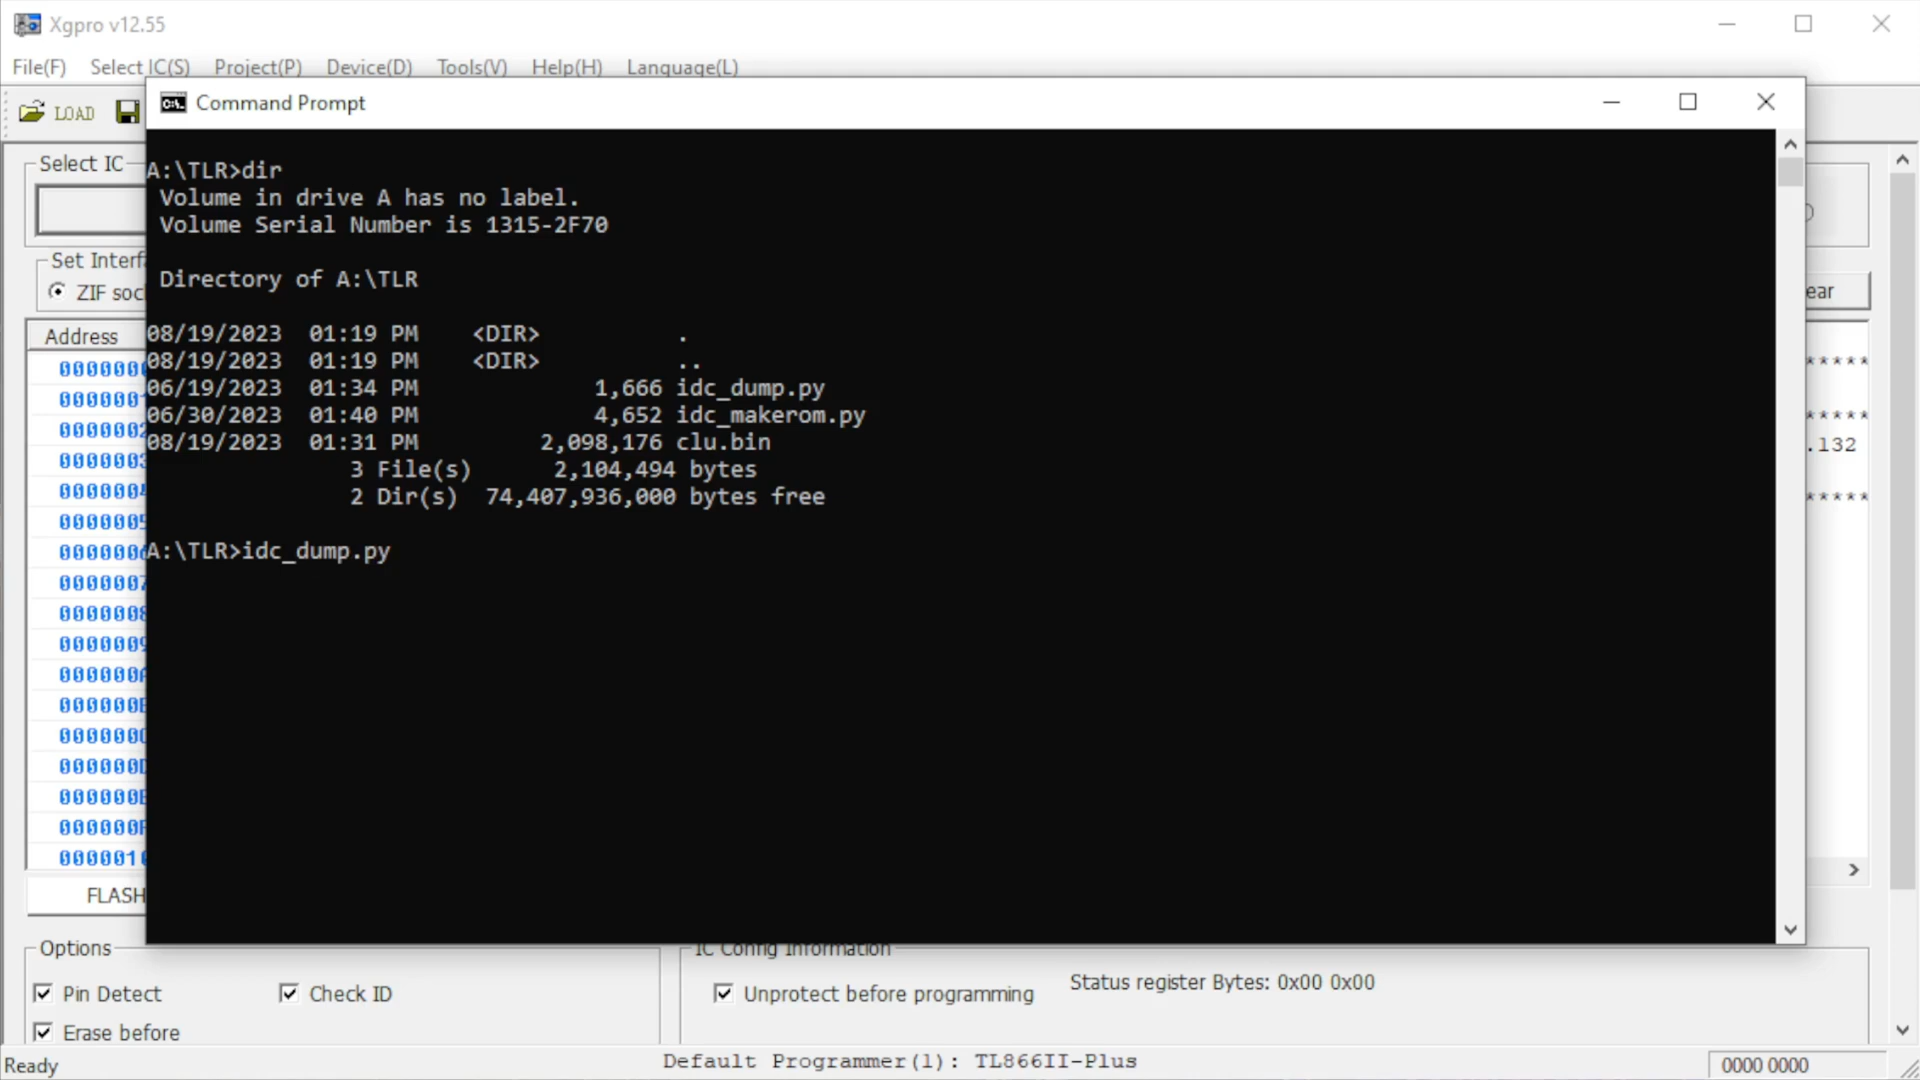 Xgpro v12.55
File(F) Select IC(S) Project(P) Device(D) Tools(V) Help(H) Language(L)
LOAD
Command Prompt
Select IC
Set Interf
ZIF soc
Address
0000000
FLASH
ear
*****
*****
.132
*****
A:\TLR>dir
Volume in drive A has no label.
Volume Serial Number is 1315-2F70
Directory of A:\TLR
08/19/2023 01:19 PM <DIR> .
08/19/2023 01:19 PM <DIR> ..
06/19/2023 01:34 PM 1,666 idc_dump.py
06/30/2023 01:40 PM 4,652 idc_makerom.py
08/19/2023 01:31 PM 2,098,176 clu.bin
3 File(s) 2,104,494 bytes
2 Dir(s) 74,407,936,000 bytes free
A:\TLR>idc_dump.py
Options
Pin Detect
Check ID
Erase before
IC Config Information
Unprotect before programming
Status register Bytes: 0x00 0x00
Ready
Default Programmer(1): TL866II-Plus
0000 0000